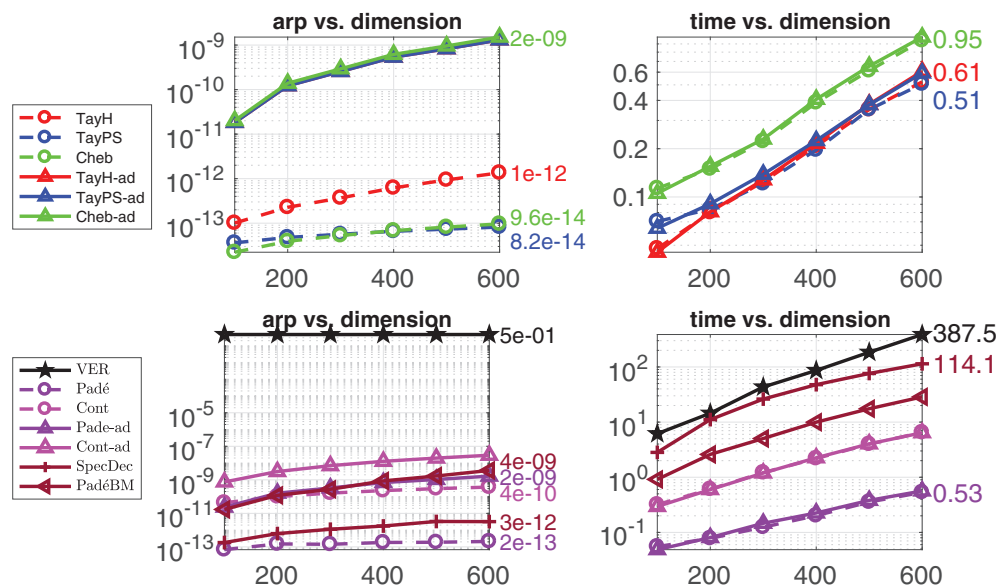 arp vs. dimension
10^-9
10^-10
10^-11
10^-12
10^-13
200 400 600
2e-09
1e-12
9.6e-14
8.2e-14
TayH
TayPS
Cheb
TayH-ad
TayPS-ad
Cheb-ad
time vs. dimension
0.6
0.4
0.2
0.1
200 400 600
0.95
0.61
0.51
arp vs. dimension
10^-5
10^-7
10^-9
10^-11
10^-13
200 400 600
5e-01
4e-09
2e-09
4e-10
3e-12
2e-13
VER
Padé
Cont
Pade-ad
Cont-ad
SpecDec
PadéBM
time vs. dimension
10^2
10^1
10^0
10^-1
200 400 600
387.5
114.1
0.53